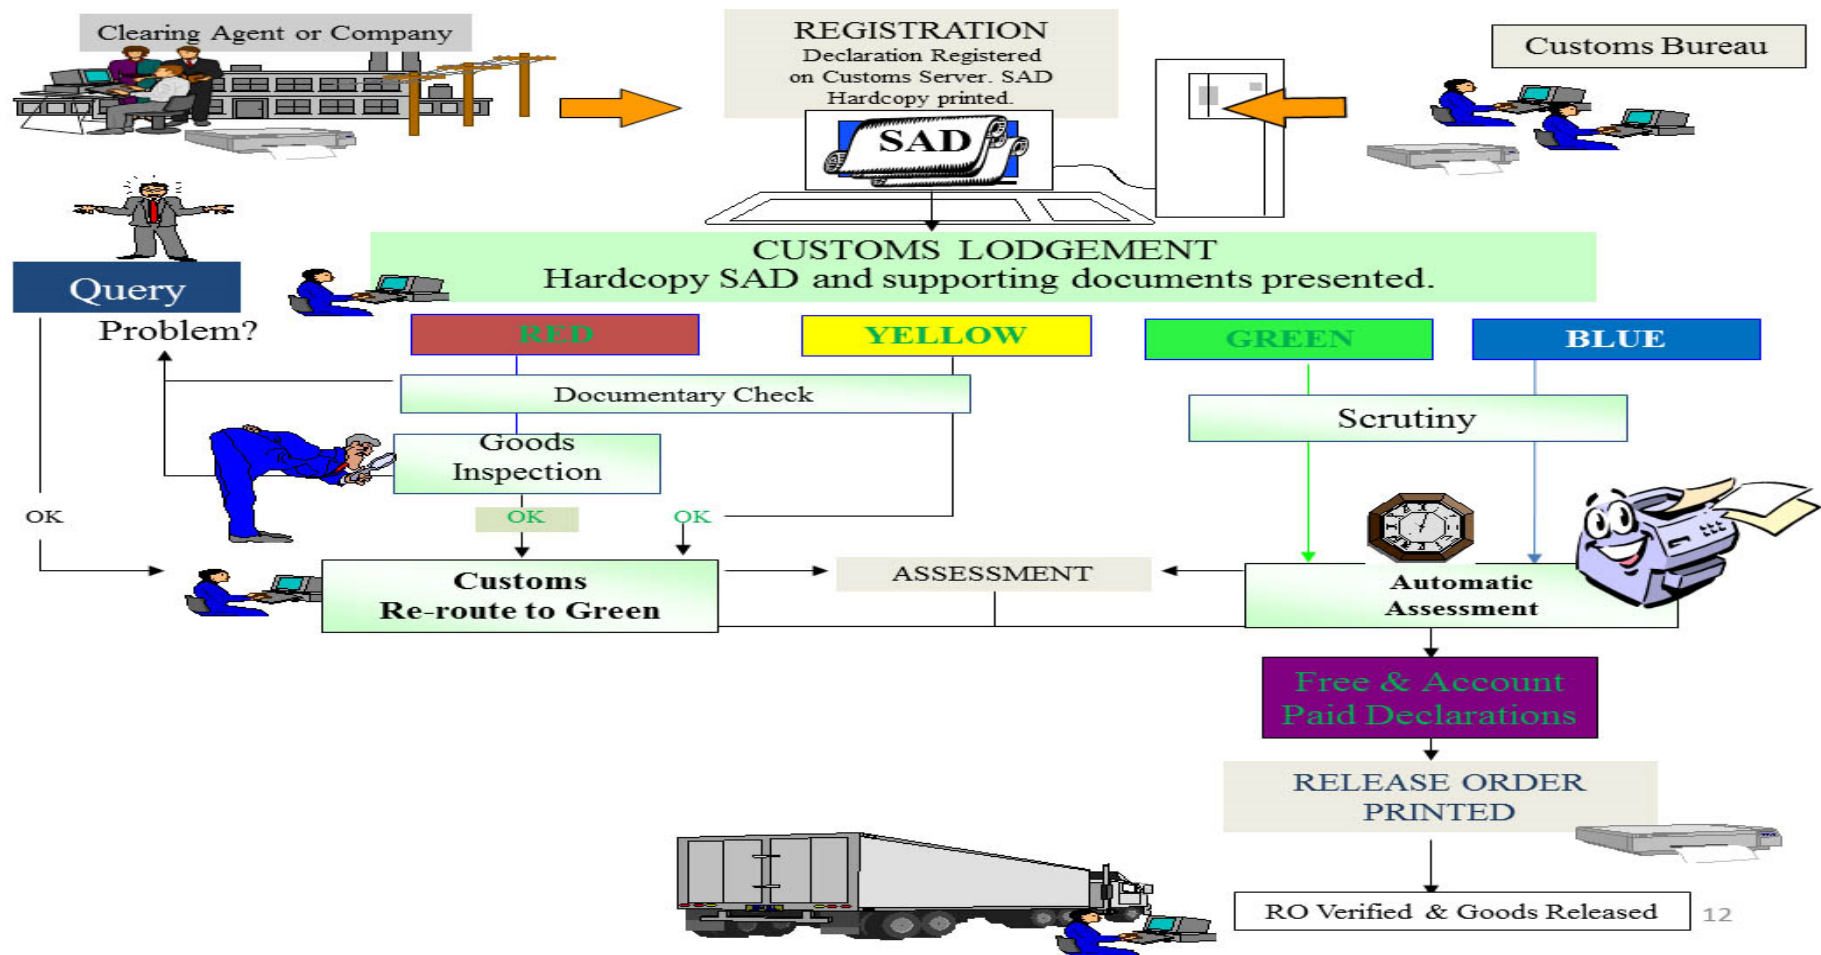 Clearing Agent or Company
REGISTRATION
Declaration Registered
on Customs Server. SAD
Hardcopy printed.
Customs Bureau
SAD
CUSTOMS LODGEMENT
Hardcopy SAD and supporting documents presented.
Query
Problem?
RED
YELLOW
GREEN
BLUE
Documentary Check
Scrutiny
Goods
Inspection
OK
OK
OK
Customs
Re-route to Green
ASSESSMENT
Automatic
Assessment
Free & Account
Paid Declarations
RELEASE ORDER
PRINTED
RO Verified & Goods Released
12